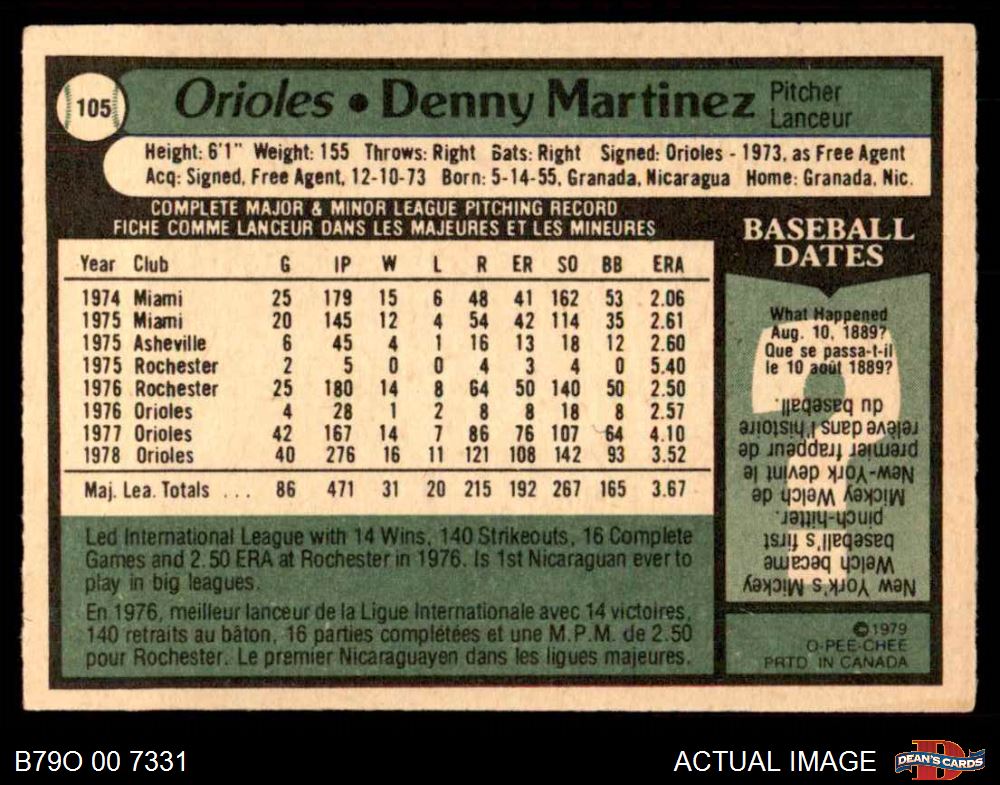 105
Orioles • Denny Martinez
Pitcher
Lanceur
Height: 6'1" Weight: 155 Throws: Right Bats: Right Signed: Orioles - 1973, as Free Agent
Acq: Signed, Free Agent, 12-10-73 Born: 5-14-55, Granada, Nicaragua Home: Granada, Nic.
COMPLETE MAJOR & MINOR LEAGUE PITCHING RECORD
FICHE COMME LANCEUR DANS LES MAJEURES ET LES MINEURES
Year Club G IP W L R ER SO BB ERA
1974 Miami 25 179 15 6 48 41 162 53 2.06
1975 Miami 20 145 12 4 54 42 114 35 2.61
1975 Asheville 6 45 4 1 16 13 18 12 2.60
1975 Rochester 2 5 0 0 4 3 4 0 5.40
1976 Rochester 25 180 14 8 64 50 140 50 2.50
1976 Orioles 4 28 1 2 8 8 18 8 2.57
1977 Orioles 42 167 14 7 86 76 107 64 4.10
1978 Orioles 40 276 16 11 121 108 142 93 3.52
Maj. Lea. Totals ... 86 471 31 20 215 192 267 165 3.67
Led International League with 14 Wins, 140 Strikeouts, 16 Complete
Games and 2.50 ERA at Rochester in 1976. Is 1st Nicaraguan ever to
play in big leagues.
En 1976, meilleur lanceur de la Ligue Internationale avec 14 victoires,
140 retraits au bâton, 16 parties complétées et une M.P.M. de 2.50
pour Rochester. Le premier Nicaraguayen dans les ligues majeures.
BASEBALL
DATES
What Happened
Aug. 10, 1889?
Que se passa-t-il
le 10 août 1889?
New York's Mickey
Welch became
baseball's first
pinch-hitter.
Mickey Welch de
New-York devint le
premier frappeur de
relève dans l'histoire
du baseball.
©1979
O-PEE-CHEE
PRTD IN CANADA
B79O 00 7331
ACTUAL IMAGE
DEAN'S CARDS